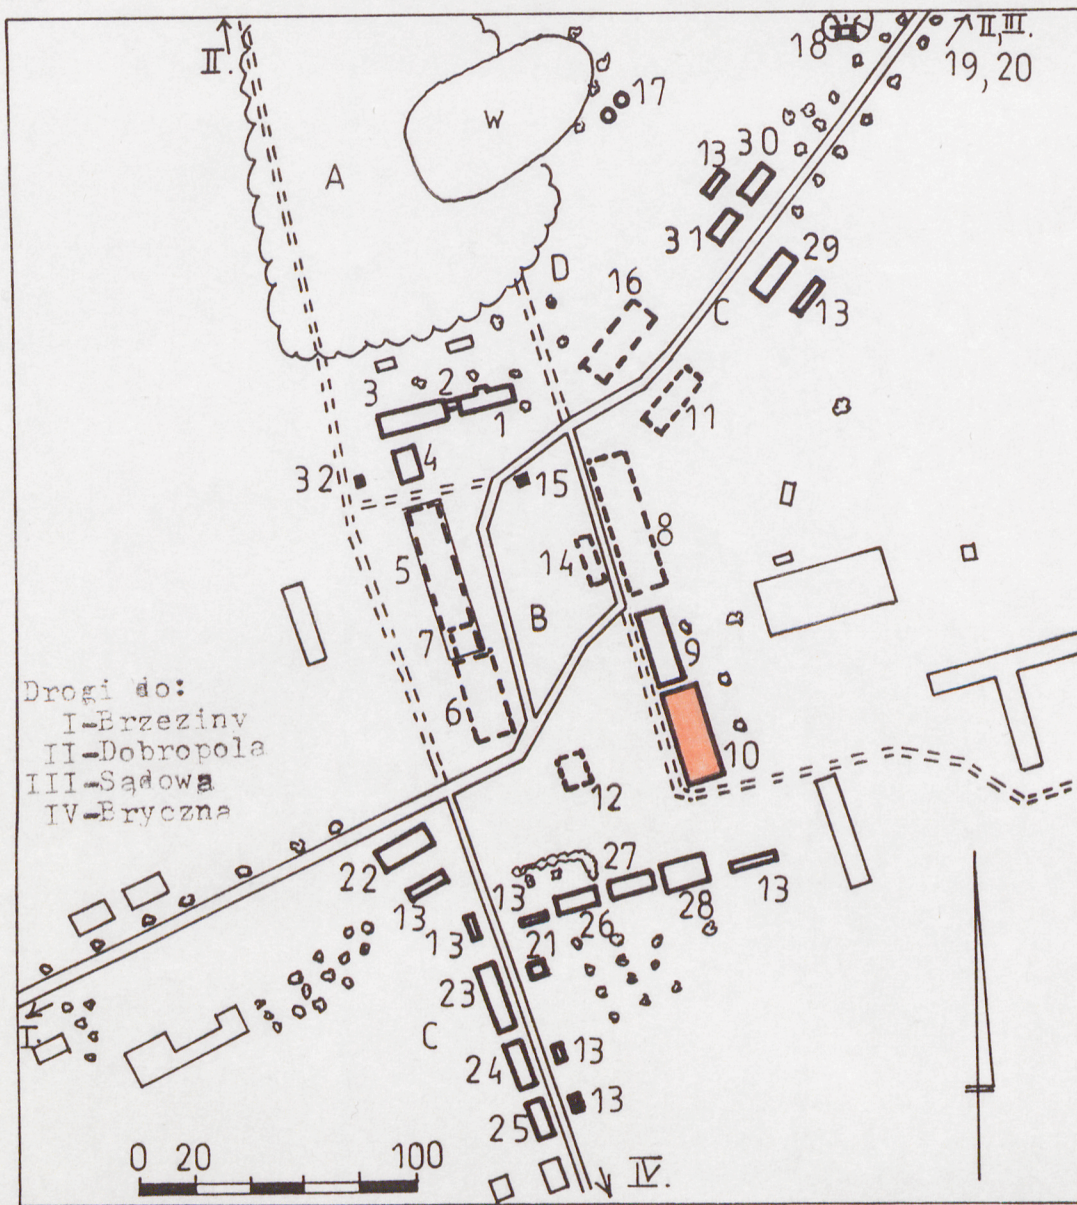 II.
18
II, III.
19, 20
W
17
A
13
30
31
29
C
13
D
16
3
2
1
11
32
4
15
8
5
14
B
7
9
6
10
12
Drogi do:
I-Brzeziny
II-Dobropola
III-Sądowa
IV-Bryczna
22
13
13
27
13
26
28
13
21
23
I.
C
24
13
25
13
0 20 100
IV.